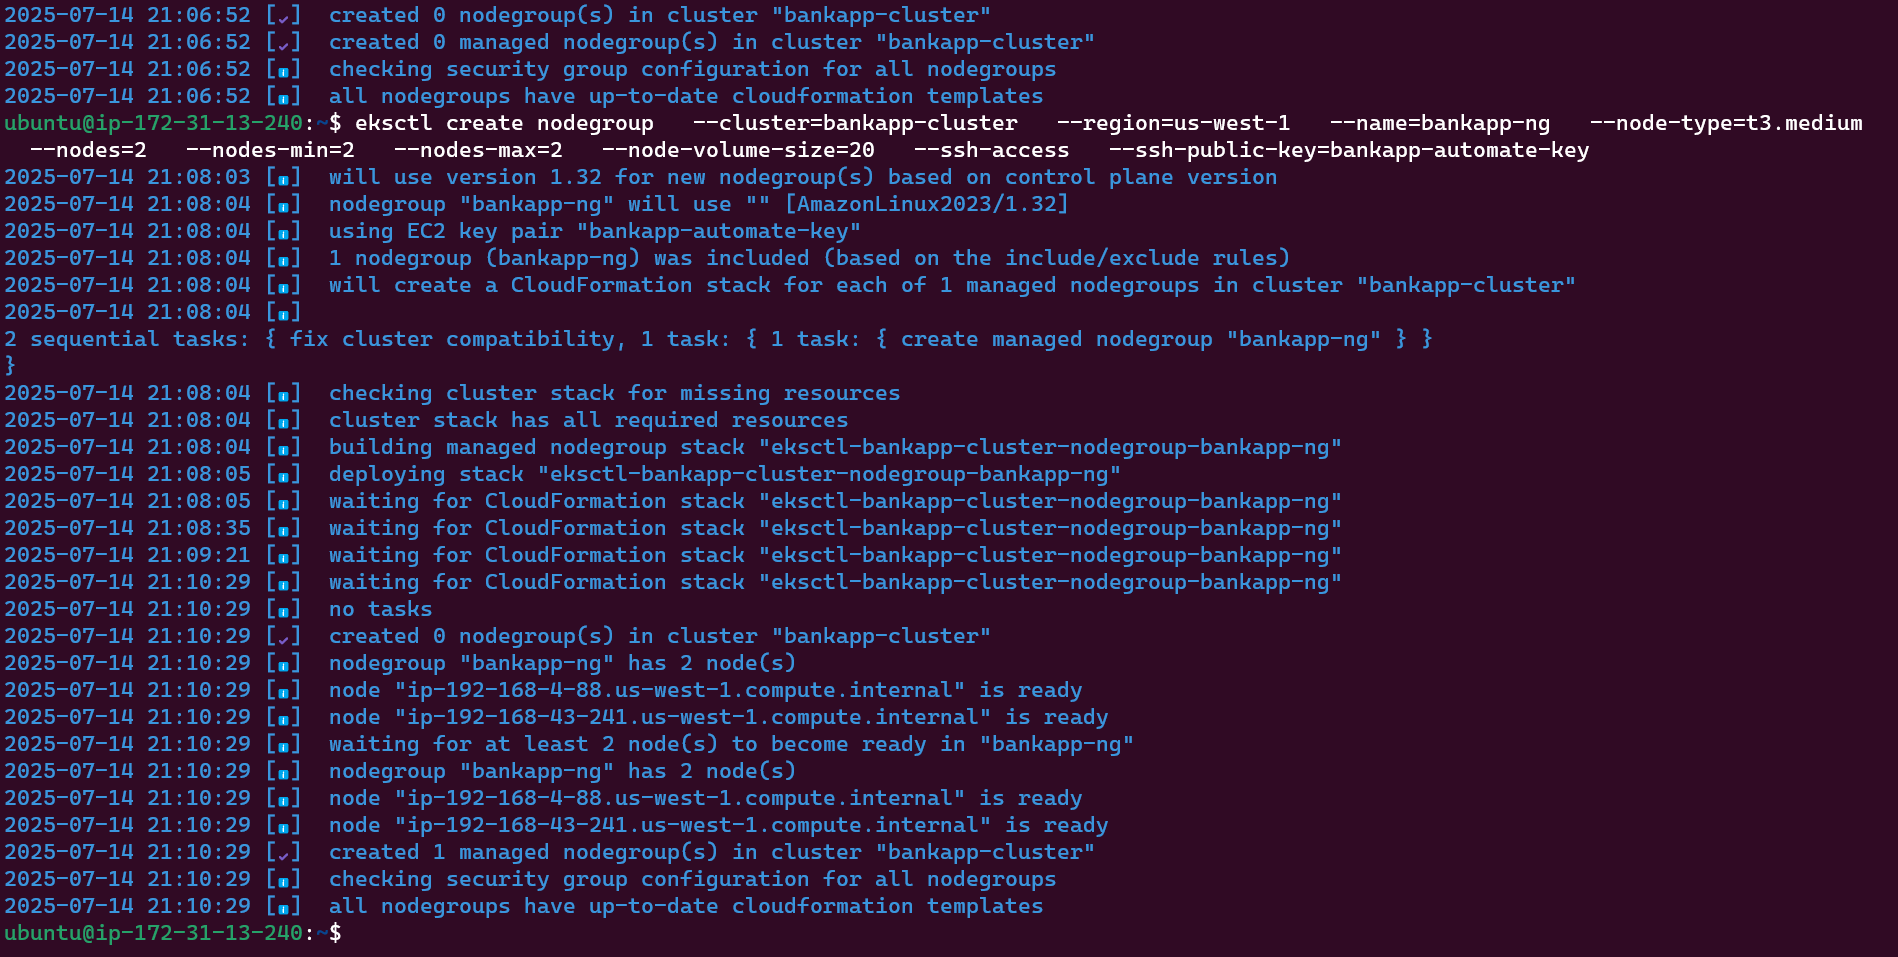 2025-07-14 21:06:52 [✔]  created 0 nodegroup(s) in cluster "bankapp-cluster"
2025-07-14 21:06:52 [✔]  created 0 managed nodegroup(s) in cluster "bankapp-cluster"
2025-07-14 21:06:52 [ℹ]  checking security group configuration for all nodegroups
2025-07-14 21:06:52 [ℹ]  all nodegroups have up-to-date cloudformation templates
ubuntu@ip-172-31-13-240:~$ eksctl create nodegroup   --cluster=bankapp-cluster   --region=us-west-1   --name=bankapp-ng   --node-type=t3.medium
  --nodes=2   --nodes-min=2   --nodes-max=2   --node-volume-size=20   --ssh-access   --ssh-public-key=bankapp-automate-key
2025-07-14 21:08:03 [ℹ]  will use version 1.32 for new nodegroup(s) based on control plane version
2025-07-14 21:08:04 [ℹ]  nodegroup "bankapp-ng" will use "" [AmazonLinux2023/1.32]
2025-07-14 21:08:04 [ℹ]  using EC2 key pair "bankapp-automate-key"
2025-07-14 21:08:04 [ℹ]  1 nodegroup (bankapp-ng) was included (based on the include/exclude rules)
2025-07-14 21:08:04 [ℹ]  will create a CloudFormation stack for each of 1 managed nodegroups in cluster "bankapp-cluster"
2025-07-14 21:08:04 [ℹ]
2 sequential tasks: { fix cluster compatibility, 1 task: { 1 task: { create managed nodegroup "bankapp-ng" } }
}
2025-07-14 21:08:04 [ℹ]  checking cluster stack for missing resources
2025-07-14 21:08:04 [ℹ]  cluster stack has all required resources
2025-07-14 21:08:04 [ℹ]  building managed nodegroup stack "eksctl-bankapp-cluster-nodegroup-bankapp-ng"
2025-07-14 21:08:05 [ℹ]  deploying stack "eksctl-bankapp-cluster-nodegroup-bankapp-ng"
2025-07-14 21:08:05 [ℹ]  waiting for CloudFormation stack "eksctl-bankapp-cluster-nodegroup-bankapp-ng"
2025-07-14 21:08:35 [ℹ]  waiting for CloudFormation stack "eksctl-bankapp-cluster-nodegroup-bankapp-ng"
2025-07-14 21:09:21 [ℹ]  waiting for CloudFormation stack "eksctl-bankapp-cluster-nodegroup-bankapp-ng"
2025-07-14 21:10:29 [ℹ]  waiting for CloudFormation stack "eksctl-bankapp-cluster-nodegroup-bankapp-ng"
2025-07-14 21:10:29 [ℹ]  no tasks
2025-07-14 21:10:29 [✔]  created 0 nodegroup(s) in cluster "bankapp-cluster"
2025-07-14 21:10:29 [ℹ]  nodegroup "bankapp-ng" has 2 node(s)
2025-07-14 21:10:29 [ℹ]  node "ip-192-168-4-88.us-west-1.compute.internal" is ready
2025-07-14 21:10:29 [ℹ]  node "ip-192-168-43-241.us-west-1.compute.internal" is ready
2025-07-14 21:10:29 [ℹ]  waiting for at least 2 node(s) to become ready in "bankapp-ng"
2025-07-14 21:10:29 [ℹ]  nodegroup "bankapp-ng" has 2 node(s)
2025-07-14 21:10:29 [ℹ]  node "ip-192-168-4-88.us-west-1.compute.internal" is ready
2025-07-14 21:10:29 [ℹ]  node "ip-192-168-43-241.us-west-1.compute.internal" is ready
2025-07-14 21:10:29 [✔]  created 1 managed nodegroup(s) in cluster "bankapp-cluster"
2025-07-14 21:10:29 [ℹ]  checking security group configuration for all nodegroups
2025-07-14 21:10:29 [ℹ]  all nodegroups have up-to-date cloudformation templates
ubuntu@ip-172-31-13-240:~$